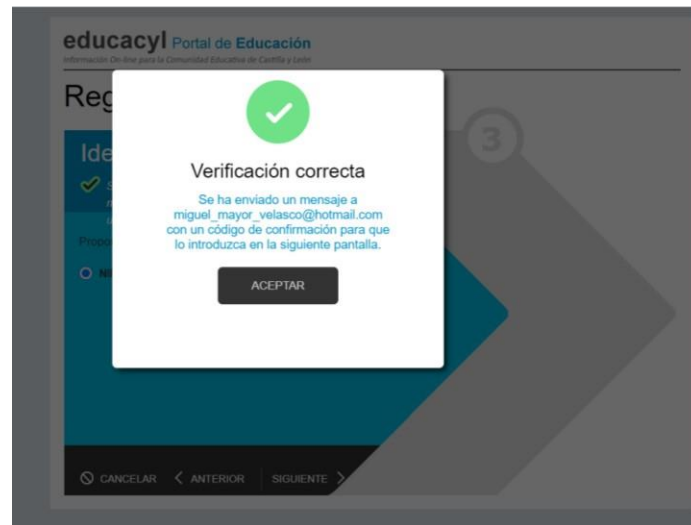 educacyl Portal de Educación
Información On-line para la Comunidad Educativa de Castilla y León
Reg
3
Ide
Verificación correcta
Se ha enviado un mensaje a
miguel_mayor_velasco@hotmail.com
con un código de confirmación para que
lo introduzca en la siguiente pantalla.
ACEPTAR
CANCELAR ANTERIOR SIGUIENTE